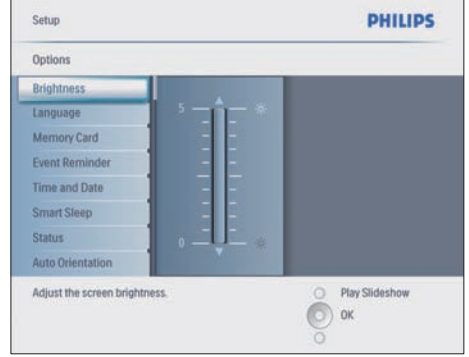 Setup
PHILIPS
Options
Brightness
Language
Memory Card
Event Reminder
Time and Date
Smart Sleep
Status
Auto Orientation
5
0
Adjust the screen brightness.
Play Slideshow
OK